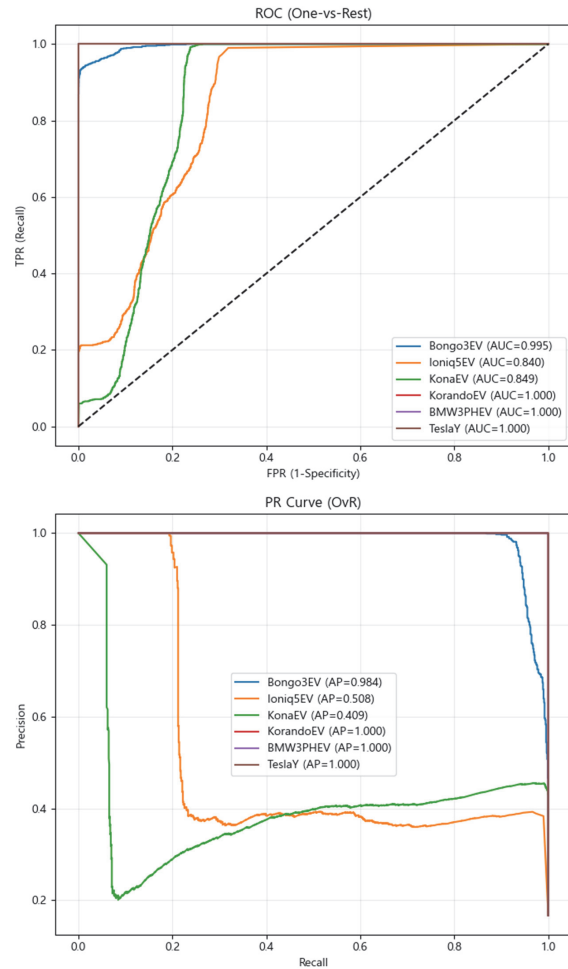 ROC (One-vs-Rest)
1.0
0.8
0.6
0.4
0.2
0.0
TPR (Recall)
Bongo3EV (AUC=0.995)
Ioniq5EV (AUC=0.840)
KonaEV (AUC=0.849)
KorandoEV (AUC=1.000)
BMW3PHEV (AUC=1.000)
TeslaY (AUC=1.000)
0.0 0.2 0.4 0.6 0.8 1.0
FPR (1-Specificity)
PR Curve (OvR)
1.0
0.8
0.6
0.4
0.2
Precision
Bongo3EV (AP=0.984)
Ioniq5EV (AP=0.508)
KonaEV (AP=0.409)
KorandoEV (AP=1.000)
BMW3PHEV (AP=1.000)
TeslaY (AP=1.000)
0.0 0.2 0.4 0.6 0.8 1.0
Recall